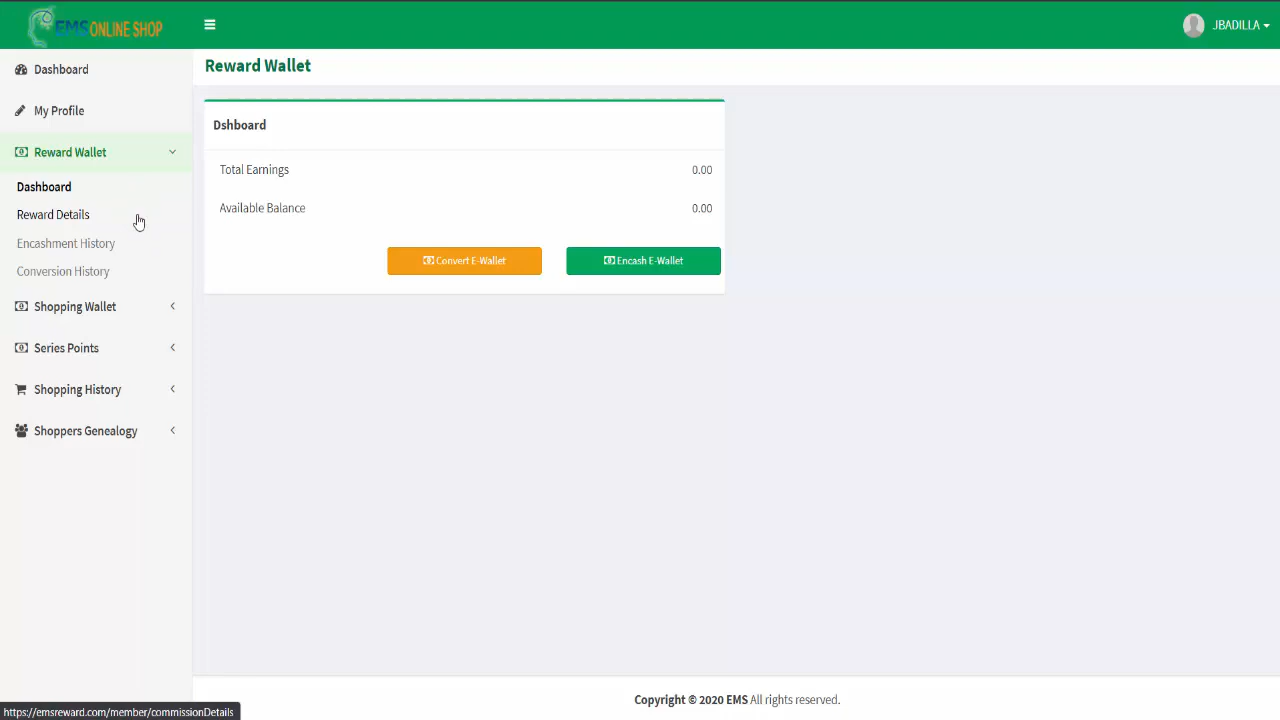 EMS ONLINE SHOP
JBADILLA
Dashboard
My Profile
Reward Wallet
Dashboard
Reward Details
Encashment History
Conversion History
Shopping Wallet
Series Points
Shopping History
Shoppers Genealogy
Reward Wallet
Dshboard
Total Earnings 0.00
Available Balance 0.00
Convert E-Wallet Encash E-Wallet
Copyright © 2020 EMS All rights reserved.
https://emsreward.com/member/commissionDetails